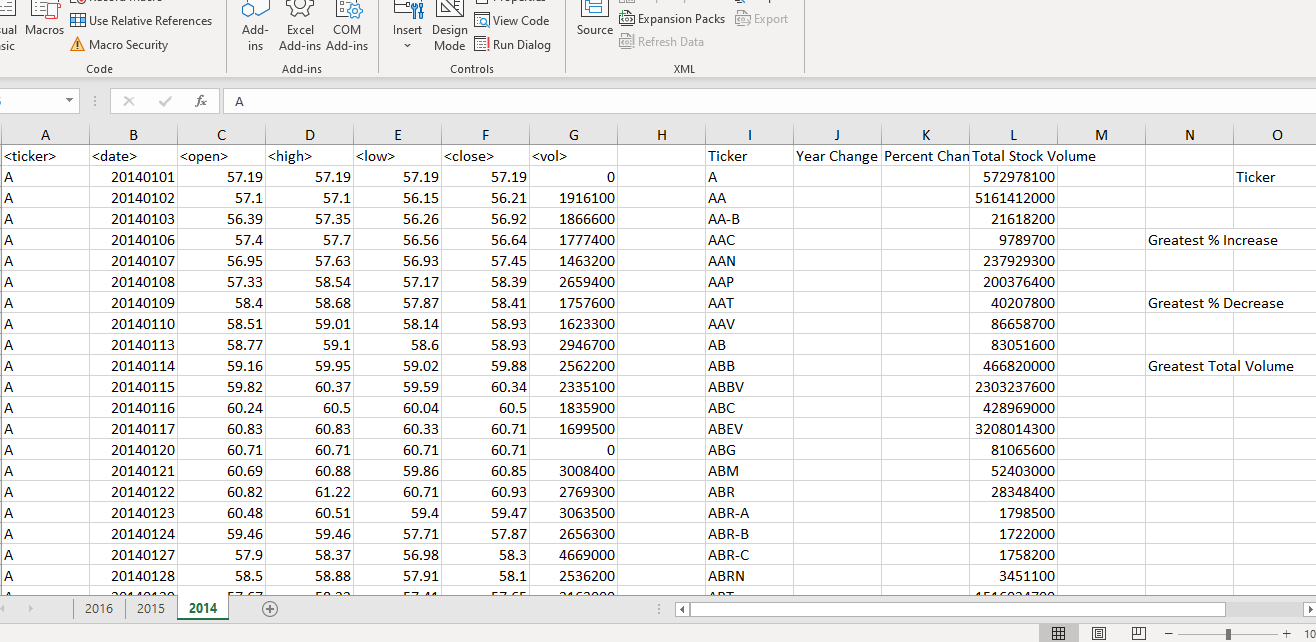 Macros
Use Relative References
Macro Security
Code
Add-
ins
Excel
Add-ins
COM
Add-ins
Add-ins
Insert
Design
Mode
View Code
Run Dialog
Controls
Source
Expansion Packs
Export
Refresh Data
XML
fx A
A B C D E F G H I J K L M N O
<ticker> <date> <open> <high> <low> <close> <vol> Ticker Year Change Percent Chan Total Stock Volume
A 20140101 57.19 57.19 57.19 57.19 0 A 572978100 Ticker
A 20140102 57.1 57.1 56.15 56.21 1916100 AA 5161412000
A 20140103 56.39 57.35 56.26 56.92 1866600 AA-B 21618200
A 20140106 57.4 57.7 56.56 56.64 1777400 AAC 9789700 Greatest % Increase
A 20140107 56.95 57.63 56.93 57.45 1463200 AAN 237929300
A 20140108 57.33 58.54 57.17 58.39 2659400 AAP 200376400
A 20140109 58.4 58.68 57.87 58.41 1757600 AAT 40207800 Greatest % Decrease
A 20140110 58.51 59.01 58.14 58.93 1623300 AAV 86658700
A 20140113 58.77 59.1 58.6 58.93 2946700 AB 83051600
A 20140114 59.16 59.95 59.02 59.88 2562200 ABB 466820000 Greatest Total Volume
A 20140115 59.82 60.37 59.59 60.34 2335100 ABBV 2303237600
A 20140116 60.24 60.5 60.04 60.5 1835900 ABC 428969000
A 20140117 60.83 60.83 60.33 60.71 1699500 ABEV 3208014300
A 20140120 60.71 60.71 60.71 60.71 0 ABG 81065600
A 20140121 60.69 60.88 59.86 60.85 3008400 ABM 52403000
A 20140122 60.82 61.22 60.71 60.93 2769300 ABR 28348400
A 20140123 60.48 60.51 59.4 59.47 3063500 ABR-A 1798500
A 20140124 59.46 59.46 57.71 57.87 2656300 ABR-B 1722000
A 20140127 57.9 58.37 56.98 58.3 4669000 ABR-C 1758200
A 20140128 58.5 58.88 57.91 58.1 2536200 ABRN 3451100
2016 2015 2014